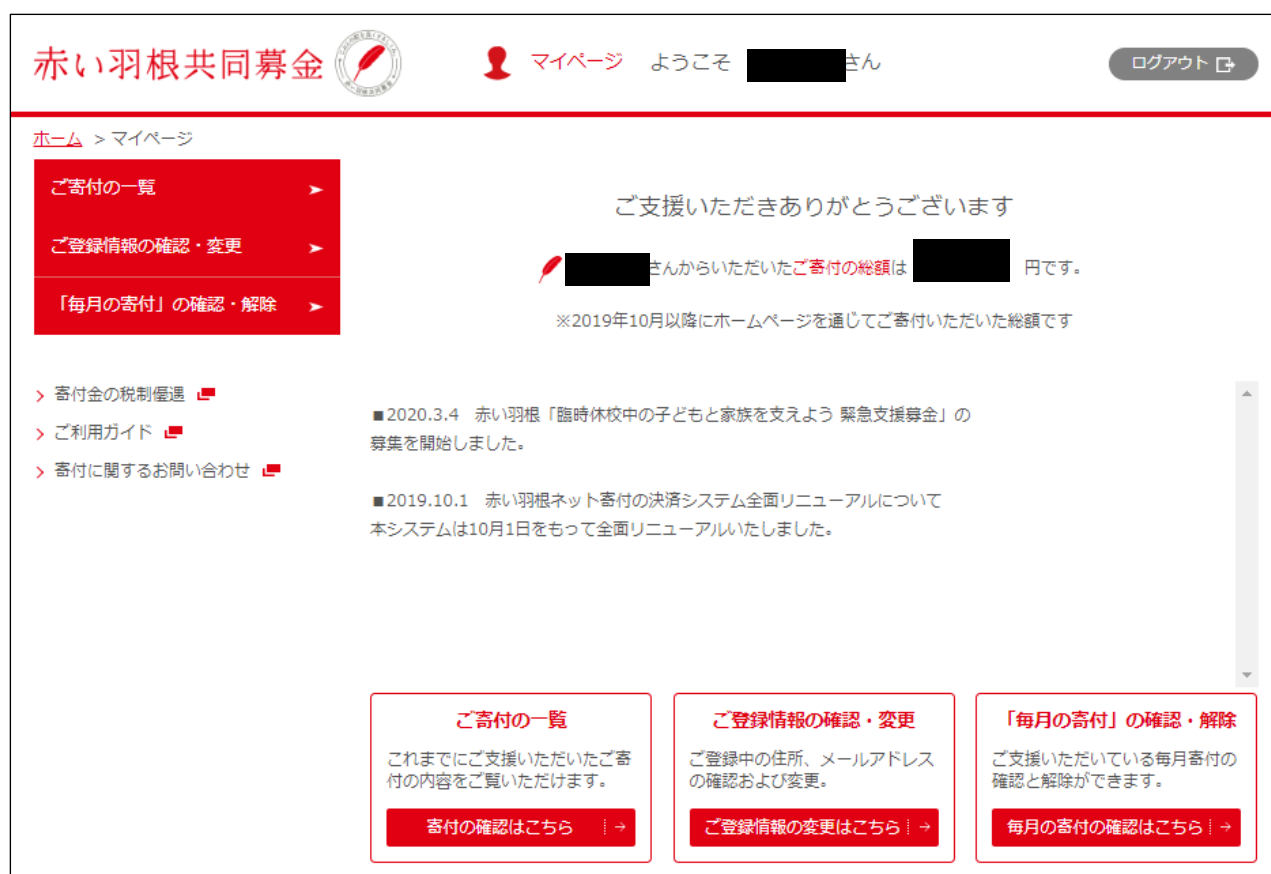 赤い羽根共同募金
マイページ ようこそ さん
ログアウト
ホーム > マイページ
ご寄付の一覧
ご登録情報の確認・変更
「毎月の寄付」の確認・解除
寄付金の税制優遇
ご利用ガイド
寄付に関するお問い合わせ
ご支援いただきありがとうございます
さんからいただいたご寄付の総額は 円です。
※2019年10月以降にホームページを通じてご寄付いただいた総額です
■2020.3.4 赤い羽根「臨時休校中の子どもと家族を支えよう 緊急支援募金」の
募集を開始しました。
■2019.10.1 赤い羽根ネット寄付の決済システム全面リニューアルについて
本システムは10月1日をもって全面リニューアルいたしました。
ご寄付の一覧
これまでにご支援いただいたご寄
付の内容をご覧いただけます。
寄付の確認はこちら
ご登録情報の確認・変更
ご登録中の住所、メールアドレス
の確認および変更。
ご登録情報の変更はこちら
「毎月の寄付」の確認・解除
ご支援いただいている毎月寄付の
確認と解除ができます。
毎月の寄付の確認はこちら